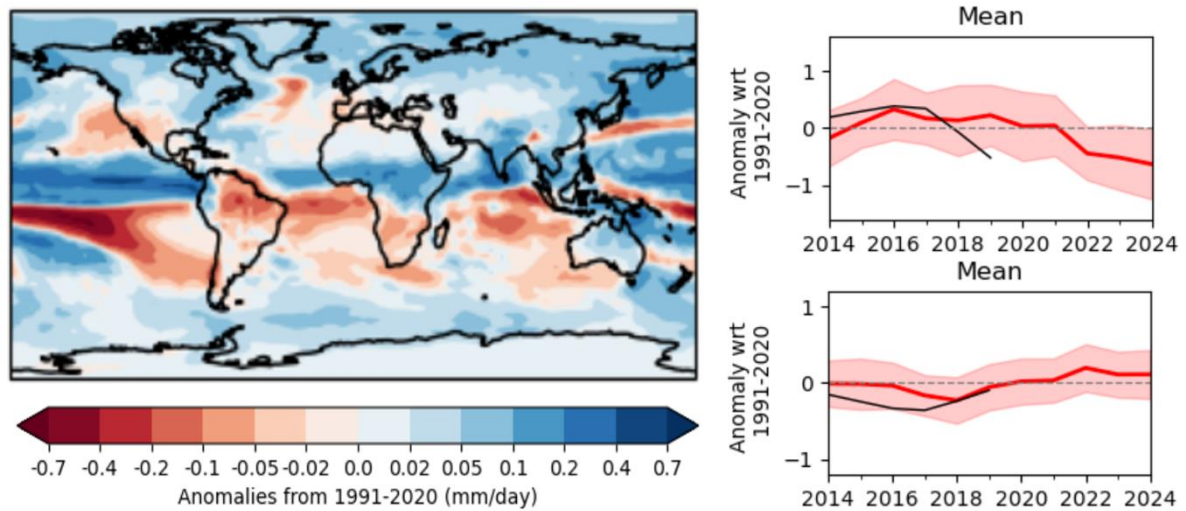 Mean
Anomaly wrt
1991-2020
1
0
−1
2014 2016 2018 2020 2022 2024
Mean
Anomaly wrt
1991-2020
1
0
−1
2014 2016 2018 2020 2022 2024
-0.7 -0.4 -0.2 -0.1 -0.05 -0.02 0.0 0.02 0.05 0.1 0.2 0.4 0.7
Anomalies from 1991-2020 (mm/day)